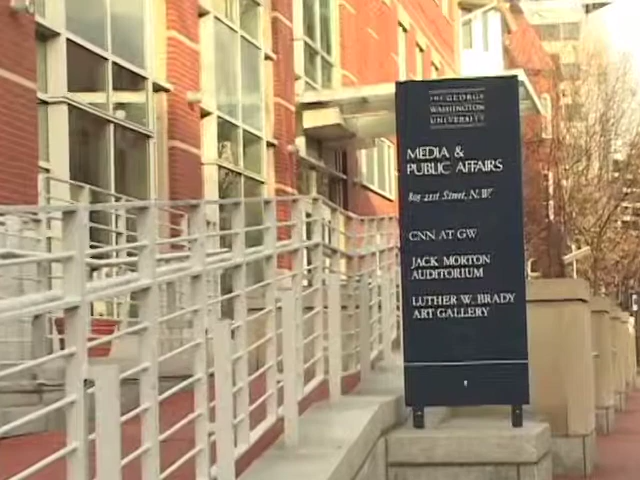 THE GEORGE
WASHINGTON
UNIVERSITY
MEDIA &
PUBLIC AFFAIRS
805 21ST STREET, N.W.
CNN AT GW
JACK MORTON
AUDITORIUM
LUTHER W. BRADY
ART GALLERY